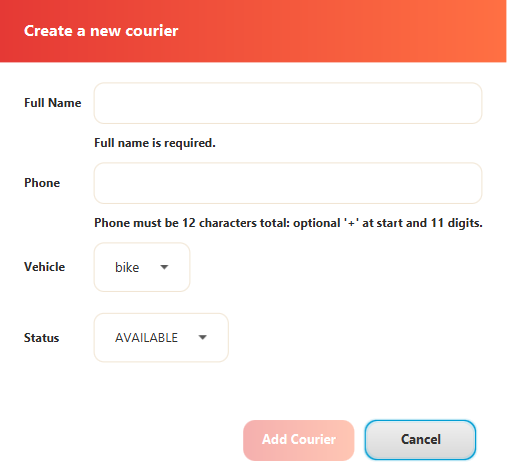 Create a new courier
Full Name
Full name is required.
Phone
Phone must be 12 characters total: optional '+' at start and 11 digits.
Vehicle bike
Status AVAILABLE
Add Courier Cancel